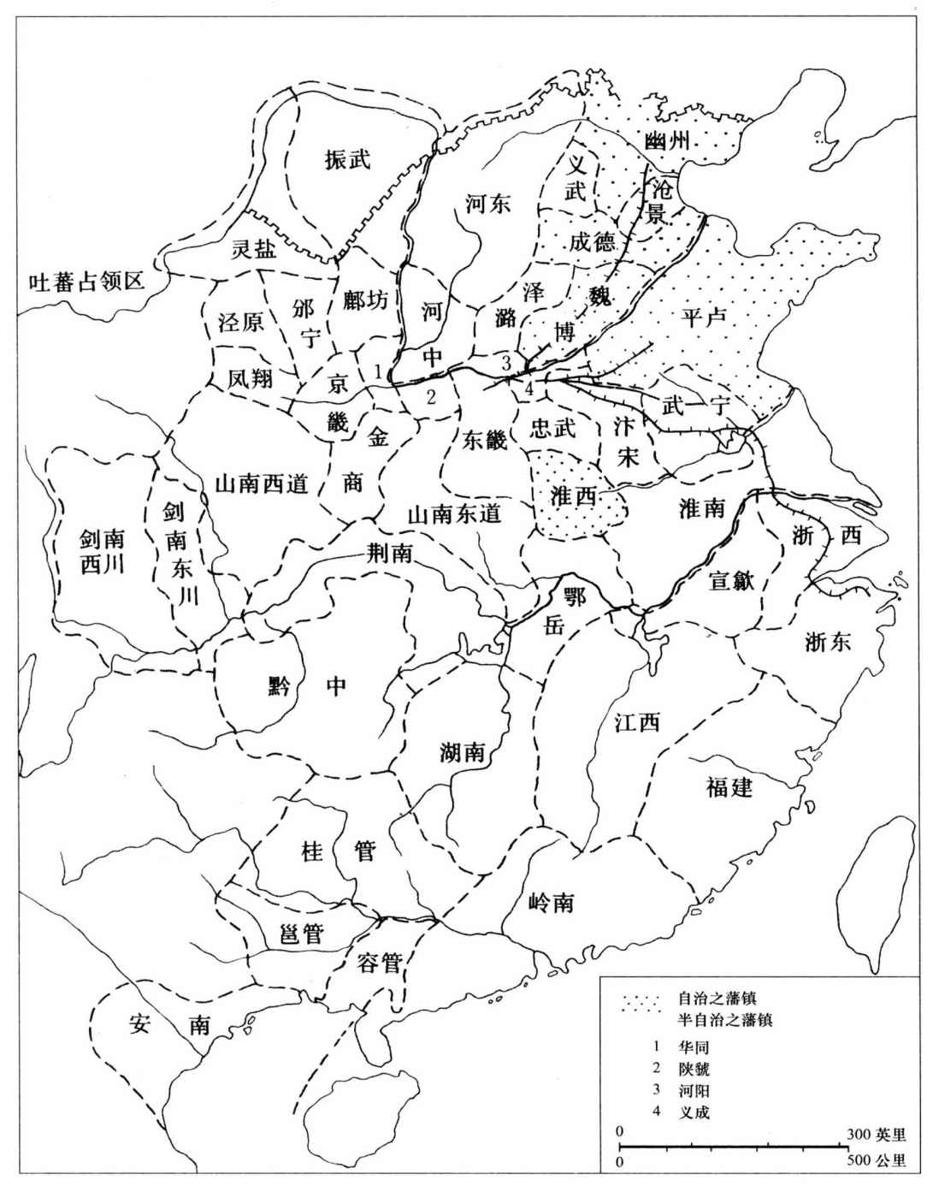 幽州
振武
义武
沧景
河东
成德
灵盐
吐蕃占领区
鄜坊
泽潞
魏博
邠宁
河中
泾原
平卢
3
1
凤翔
京畿
2
4
武一宁
金商
东畿
忠武
汴宋
山南西道
淮西
山南东道
淮南
剑南西川
剑南东川
浙西
荆南
宣歙
鄂岳
浙东
黔中
江西
湖南
福建
桂管
岭南
邕管
容管
安南
自治之藩镇
半自治之藩镇
1 华同
2 陕虢
3 河阳
4 义成
0 300 英里
0 500 公里